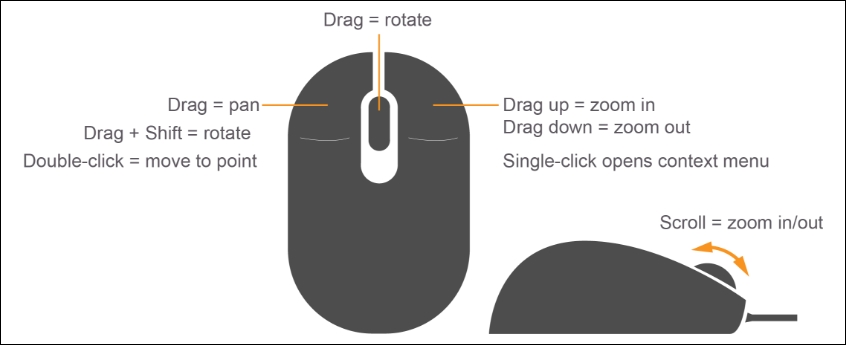 Drag = rotate
Drag = pan
Drag + Shift = rotate
Double-click = move to point
Drag up = zoom in
Drag down = zoom out
Single-click opens context menu
Scroll = zoom in/out